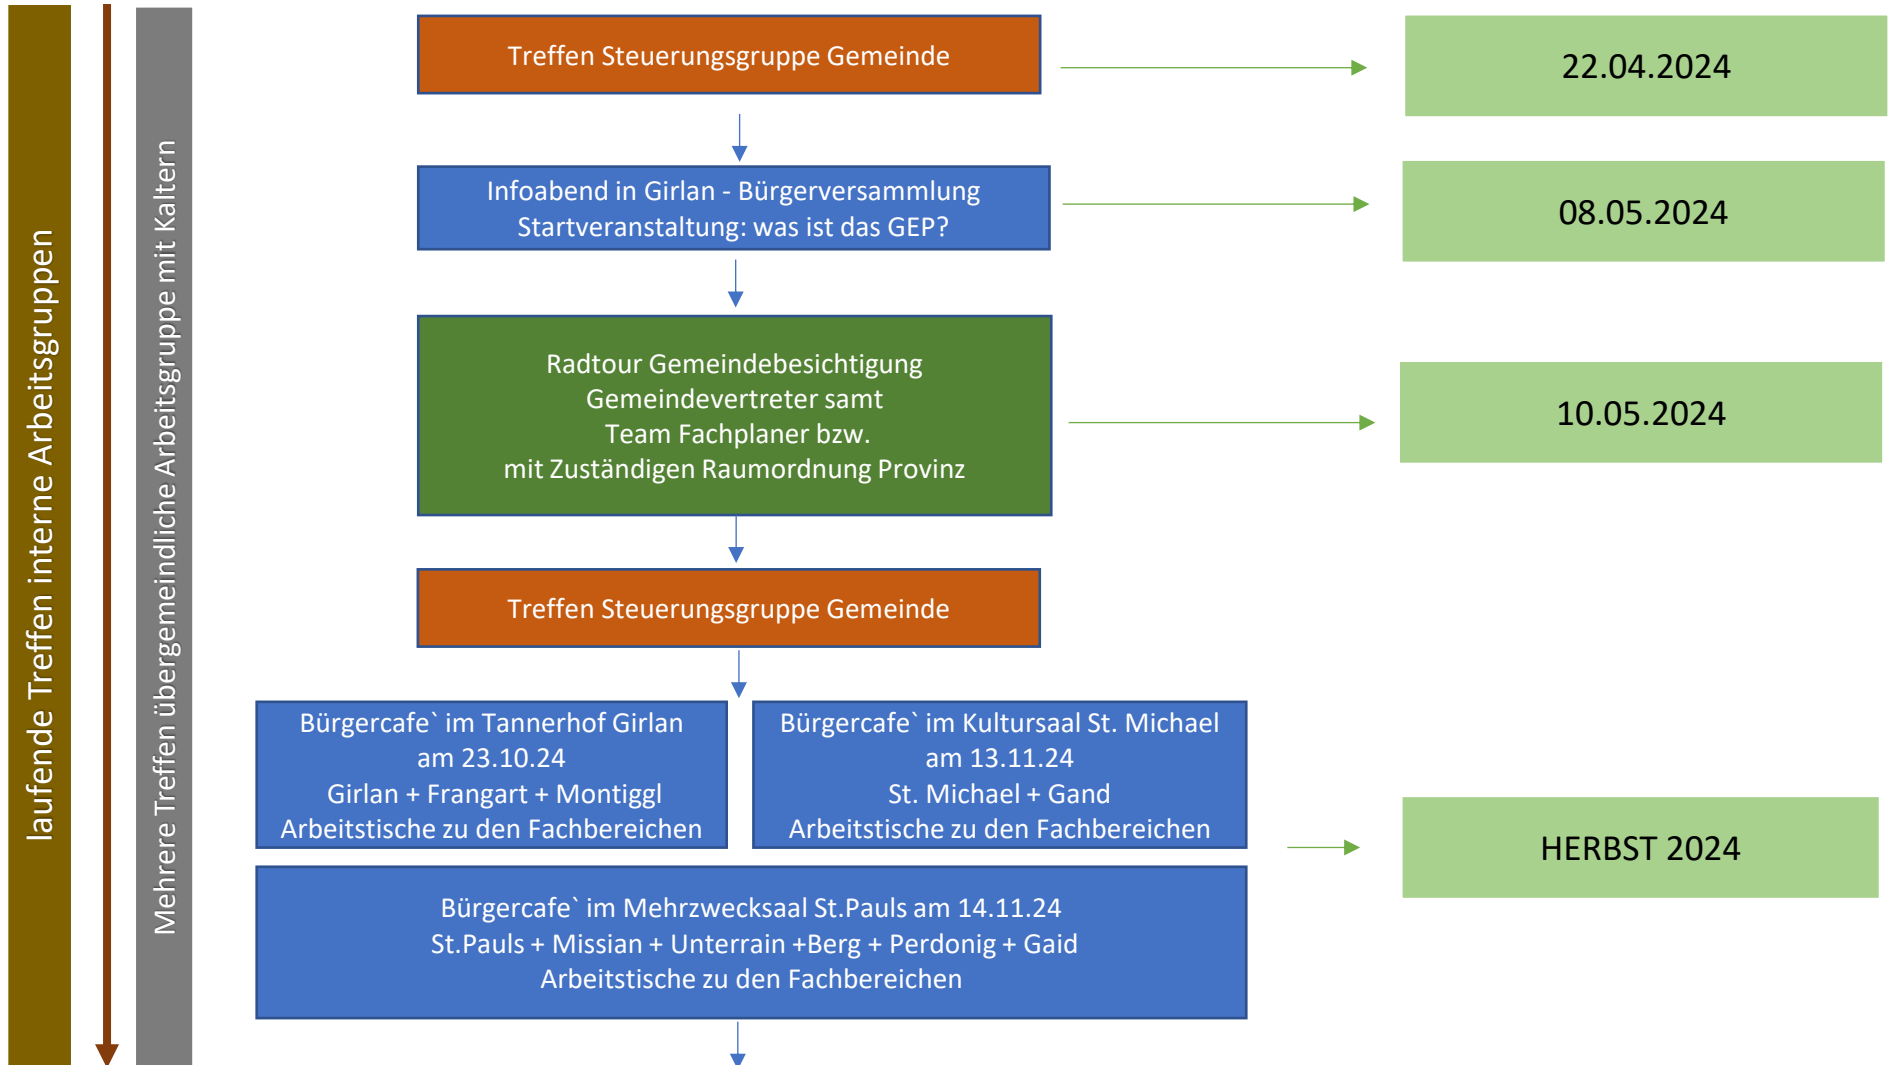 laufende Treffen interne Arbeitsgruppen
Mehrere Treffen übergemeindliche Arbeitsgruppe mit Kaltern
Treffen Steuerungsgruppe Gemeinde
22.04.2024
Infoabend in Girlan - Bürgerversammlung
Startveranstaltung: was ist das GEP?
08.05.2024
Radtour Gemeindebesichtigung
Gemeindevertreter samt
Team Fachplaner bzw.
mit Zuständigen Raumordnung Provinz
10.05.2024
Treffen Steuerungsgruppe Gemeinde
Bürgercafe` im Tannerhof Girlan
am 23.10.24
Girlan + Frangart + Montiggl
Arbeitstische zu den Fachbereichen
Bürgercafe` im Kultursaal St. Michael
am 13.11.24
St. Michael + Gand
Arbeitstische zu den Fachbereichen
HERBST 2024
Bürgercafe` im Mehrzwecksaal St.Pauls am 14.11.24
St.Pauls + Missian + Unterrain +Berg + Perdonig + Gaid
Arbeitstische zu den Fachbereichen